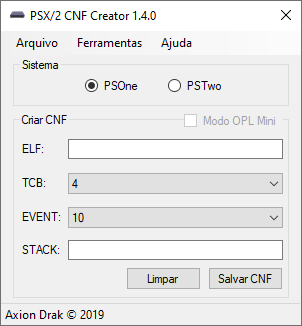 PSX/2 CNF Creator 1.4.0
Arquivo Ferramentas Ajuda
Sistema
PSOne PSTwo
Criar CNF Modo OPL Mini
ELF:
TCB: 4
EVENT: 10
STACK:
Limpar Salvar CNF
Axion Drak © 2019